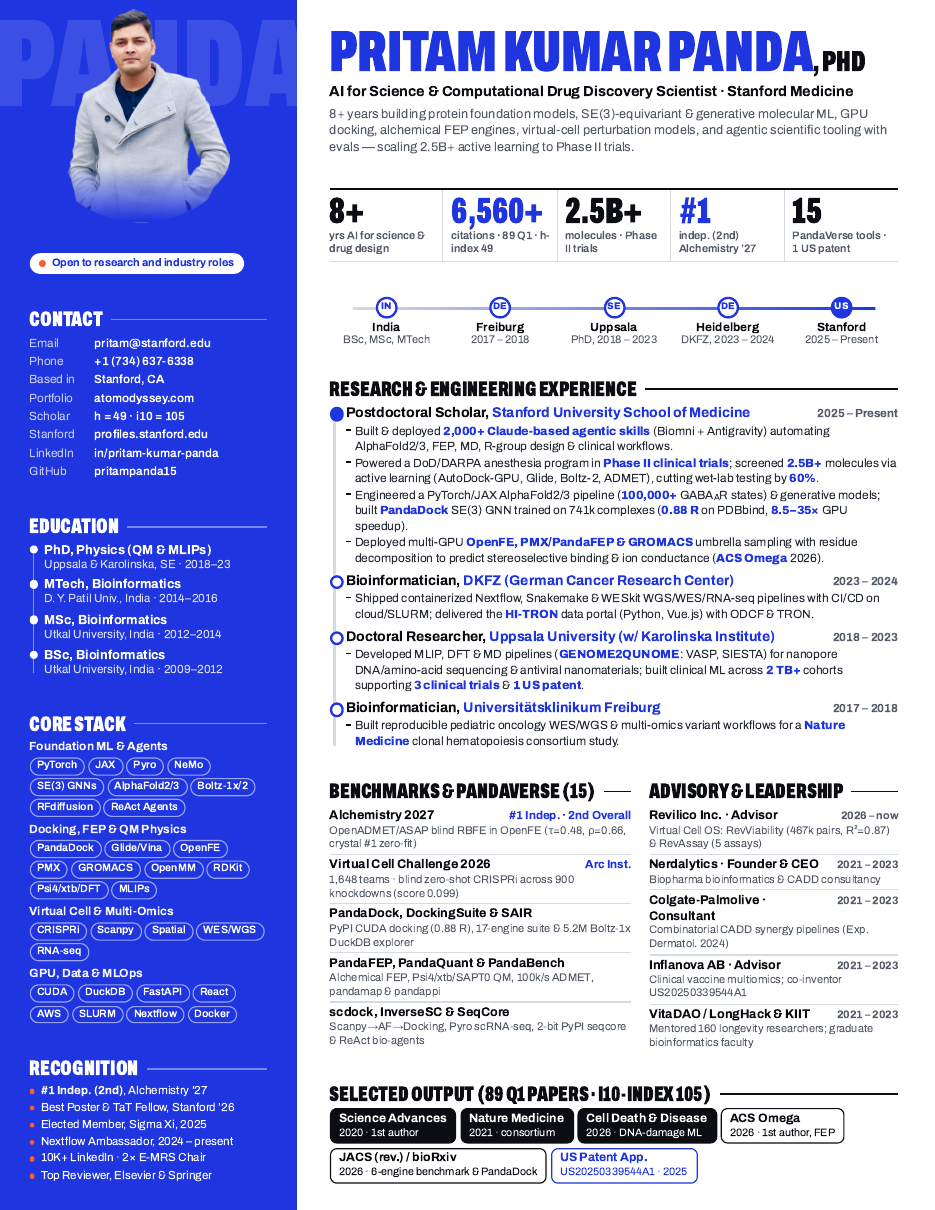 PANDA
Open to research and industry roles
CONTACT
Email pritam@stanford.edu
Phone +1 (734) 637-6338
Based in Stanford, CA
Portfolio atomodyssey.com
Scholar h = 49 · i10 = 105
Stanford profiles.stanford.edu
LinkedIn in/pritam-kumar-panda
GitHub pritampanda15
EDUCATION
PhD, Physics (QM & MLIPs)
Uppsala & Karolinska, SE · 2018–23
MTech, Bioinformatics
D. Y. Patil Univ., India · 2014–2016
MSc, Bioinformatics
Utkal University, India · 2012–2014
BSc, Bioinformatics
Utkal University, India · 2009–2012
CORE STACK
Foundation ML & Agents
PyTorch JAX Pyro NeMo
SE(3) GNNs AlphaFold2/3 Boltz-1x/2
RFdiffusion ReAct Agents
Docking, FEP & QM Physics
PandaDock Glide/Vina OpenFE
PMX GROMACS OpenMM RDKit
Psi4/xtb/DFT MLIPs
Virtual Cell & Multi-Omics
CRISPRi Scanpy Spatial WES/WGS
RNA-seq
GPU, Data & MLOps
CUDA DuckDB FastAPI React
AWS SLURM Nextflow Docker
RECOGNITION
#1 Indep. (2nd), Alchemistry '27
Best Poster & TaT Fellow, Stanford '26
Elected Member, Sigma Xi, 2025
Nextflow Ambassador, 2024 – present
10K+ LinkedIn · 2× E-MRS Chair
Top Reviewer, Elsevier & Springer
PRITAM KUMAR PANDA, PHD
AI for Science & Computational Drug Discovery Scientist · Stanford Medicine
8+ years building protein foundation models, SE(3)-equivariant & generative molecular ML, GPU
docking, alchemical FEP engines, virtual-cell perturbation models, and agentic scientific tooling with
evals — scaling 2.5B+ active learning to Phase II trials.
8+ 6,560+ 2.5B+ #1 15
yrs AI for science & citations · 89 Q1 · h- molecules · Phase indep. (2nd) PandaVerse tools ·
drug design index 49 II trials Alchemistry '27 1 US patent
IN DE SE DE US
India Freiburg Uppsala Heidelberg Stanford
BSc, MSc, MTech 2017 – 2018 PhD, 2018 – 2023 DKFZ, 2023 – 2024 2025 – Present
RESEARCH & ENGINEERING EXPERIENCE
Postdoctoral Scholar, Stanford University School of Medicine 2025 – Present
– Built & deployed 2,000+ Claude-based agentic skills (Biomni + Antigravity) automating
AlphaFold2/3, FEP, MD, R-group design & clinical workflows.
– Powered a DoD/DARPA anesthesia program in Phase II clinical trials; screened 2.5B+ molecules via
active learning (AutoDock-GPU, Glide, Boltz-2, ADMET), cutting wet-lab testing by 60%.
– Engineered a PyTorch/JAX AlphaFold2/3 pipeline (100,000+ GABAAR states) & generative models;
built PandaDock SE(3) GNN trained on 741k complexes (0.88 R on PDBbind, 8.5–35× GPU
speedup).
– Deployed multi-GPU OpenFE, PMX/PandaFEP & GROMACS umbrella sampling with residue
decomposition to predict stereoselective binding & ion conductance (ACS Omega 2026).
Bioinformatician, DKFZ (German Cancer Research Center) 2023 – 2024
– Shipped containerized Nextflow, Snakemake & WESkit WGS/WES/RNA-seq pipelines with CI/CD on
cloud/SLURM; delivered the HI-TRON data portal (Python, Vue.js) with ODCF & TRON.
Doctoral Researcher, Uppsala University (w/ Karolinska Institute) 2018 – 2023
– Developed MLIP, DFT & MD pipelines (GENOME2QUNOME: VASP, SIESTA) for nanopore
DNA/amino-acid sequencing & antiviral nanomaterials; built clinical ML across 2 TB+ cohorts
supporting 3 clinical trials & 1 US patent.
Bioinformatician, Universitätsklinikum Freiburg 2017 – 2018
– Built reproducible pediatric oncology WES/WGS & multi-omics variant workflows for a Nature
Medicine clonal hematopoiesis consortium study.
BENCHMARKS & PANDAVERSE (15)
Alchemistry 2027 #1 Indep. · 2nd Overall
OpenADMET/ASAP blind RBFE in OpenFE (τ=0.48, ρ=0.66,
crystal #1 zero-fit)
Virtual Cell Challenge 2026 Arc Inst.
1,648 teams · blind zero-shot CRISPRi across 900
knockdowns (score 0.099)
PandaDock, DockingSuite & SAIR
PyPI CUDA docking (0.88 R), 17-engine suite & 5.2M Boltz-1x
DuckDB explorer
PandaFEP, PandaQuant & PandaBench
Alchemical FEP, Psi4/xtb/SAPT0 QM, 100k/s ADMET,
pandamap & pandappi
scdock, InverseSC & SeqCore
Scanpy→AF→Docking, Pyro scRNA-seq, 2-bit PyPI seqcore
& ReAct bio-agents
ADVISORY & LEADERSHIP
Revilico Inc. · Advisor 2026 – now
Virtual Cell OS: RevViability (467k pairs, R²=0.87)
& RevAssay (5 assays)
Nerdalytics · Founder & CEO 2021 – 2023
Biopharma bioinformatics & CADD consultancy
Colgate-Palmolive · 2021 – 2023
Consultant
Combinatorial CADD synergy pipelines (Exp.
Dermatol. 2024)
Inflanova AB · Advisor 2021 – 2023
Clinical vaccine multiomics; co-inventor
US20250339544A1
VitaDAO / LongHack & KIIT 2021 – 2023
Mentored 160 longevity researchers; graduate
bioinformatics faculty
SELECTED OUTPUT (89 Q1 PAPERS · I10-INDEX 105)
Science Advances Nature Medicine Cell Death & Disease ACS Omega
2020 · 1st author 2021 · consortium 2026 · DNA-damage ML 2026 · 1st author, FEP
JACS (rev.) / bioRxiv US Patent App.
2026 · 6-engine benchmark & PandaDock US20250339544A1 · 2025